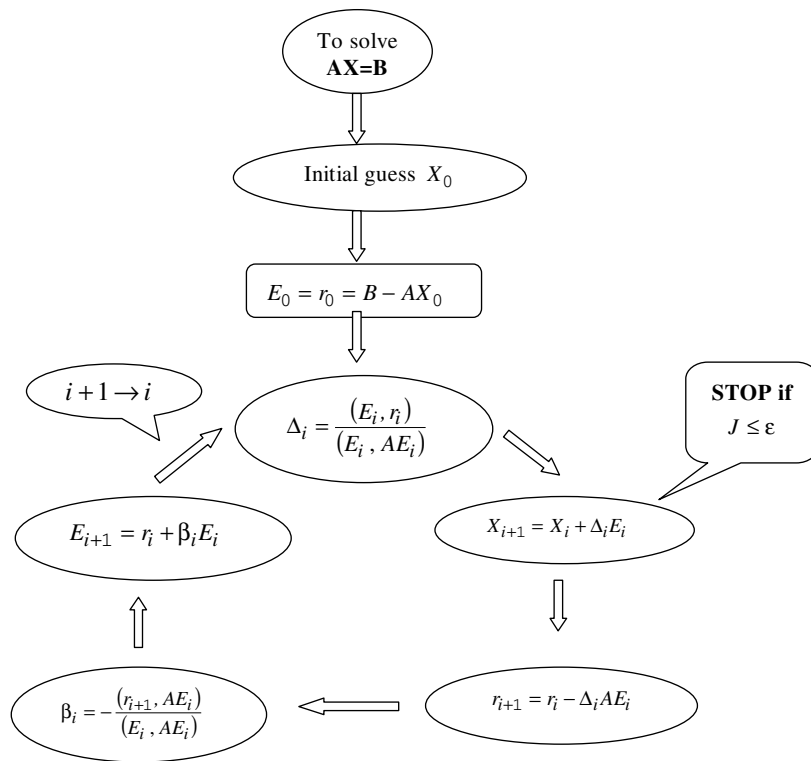 To solve
AX=B
Initial guess X₀
E₀ = r₀ = B − AX₀
i+1→i
Δᵢ = (Eᵢ, rᵢ) / (Eᵢ , AEᵢ)
STOP if
J ≤ ε
Eᵢ₊₁ = rᵢ + βᵢEᵢ
Xᵢ₊₁ = Xᵢ + ΔᵢEᵢ
βᵢ = − (rᵢ₊₁, AEᵢ) / (Eᵢ , AEᵢ)
rᵢ₊₁ = rᵢ − ΔᵢAEᵢ